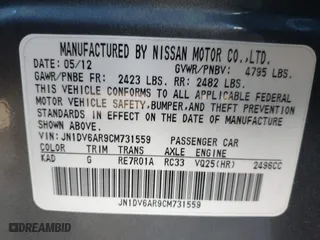 MANUFACTURED BY NISSAN MOTOR CO.,LTD.
DATE 05/12 GVWR/PNBV: 4795 LBS.
GAWR/PNBE FR: 2423 LBS. RR: 2482 LBS.
THIS VEHICLE CONFORMS TO ALL APPLICABLE
FEDERAL MOTOR VEHICLE SAFETY,BUMPER,AND THEFT PREVENTION
STANDARDS IN EFFECT ON THE DATE OF MANUFACTURE
SHOWN ABOVE.
VIN: JN1DV6AR9CM731559 PASSENGER CAR
COLOR TRIM TRANS AXLE ENGINE
KAD G RE7R01A RC33 VQ25(HR) 2496CC
JN1DV6AR9CM731559